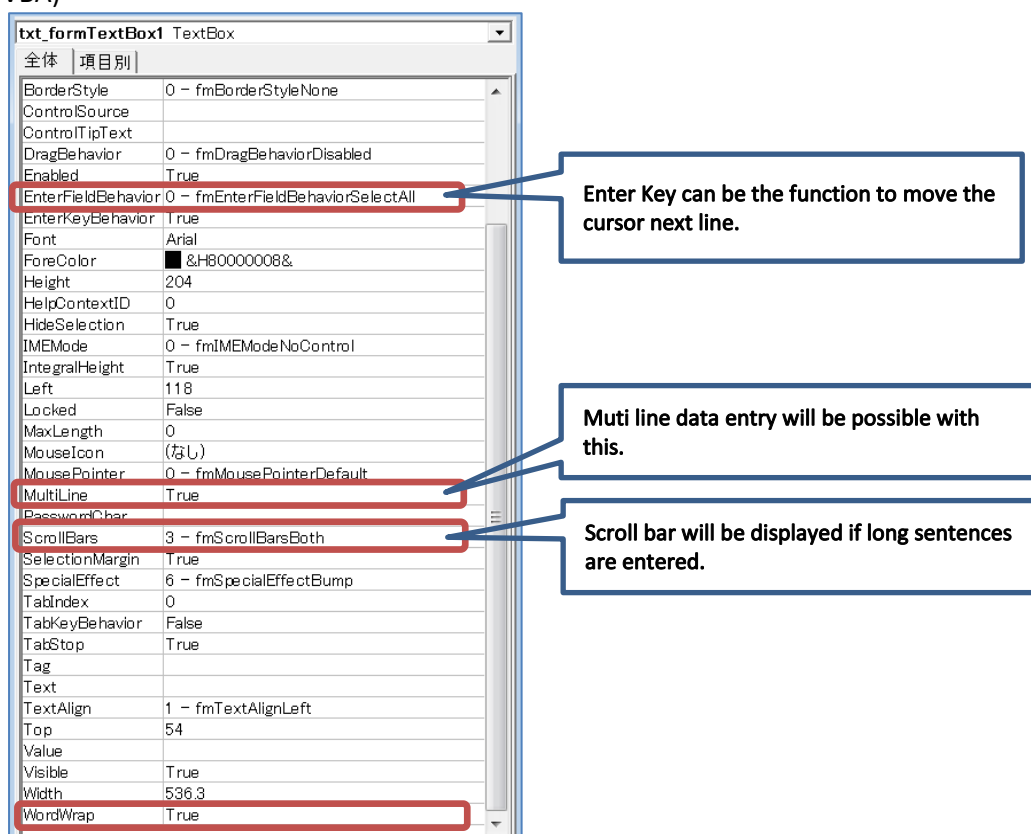 VBA)
txt_formTextBox1 TextBox
全体 項目別
BorderStyle 0 - fmBorderStyleNone
ControlSource
ControlTipText
DragBehavior 0 - fmDragBehaviorDisabled
Enabled True
EnterFieldBehavior 0 - fmEnterFieldBehaviorSelectAll
Enter Key can be the function to move the
cursor next line.
EnterKeyBehavior True
Font Arial
ForeColor &H80000008&
Height 204
HelpContextID 0
HideSelection True
IMEMode 0 - fmIMEModeNoControl
IntegralHeight True
Left 118
Locked False
MaxLength 0
MouseIcon (なし)
MousePointer 0 - fmMousePointerDefault
MultiLine True
Muti line data entry will be possible with
this.
PasswordChar
ScrollBars 3 - fmScrollBarsBoth
Scroll bar will be displayed if long sentences
are entered.
SelectionMargin True
SpecialEffect 6 - fmSpecialEffectBump
TabIndex 0
TabKeyBehavior False
TabStop True
Tag
Text
TextAlign 1 - fmTextAlignLeft
Top 54
Value
Visible True
Width 536.3
WordWrap True